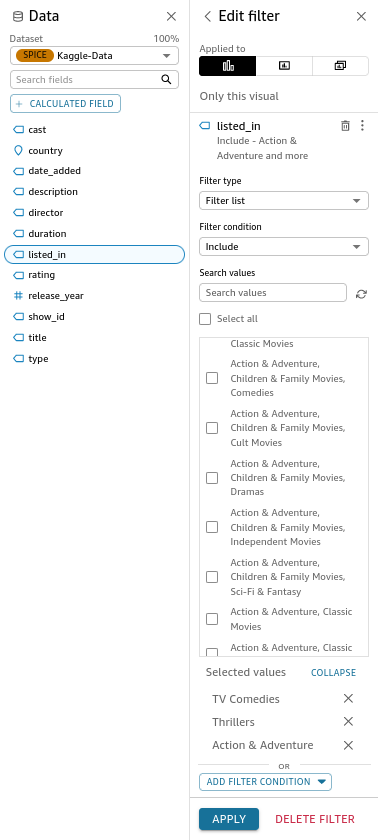 Data
Dataset
100%
SPICE Kaggle-Data
Search fields
+ CALCULATED FIELD
cast
country
date_added
description
director
duration
listed_in
rating
release_year
show_id
title
type
Edit filter
Applied to
Only this visual
listed_in
Include - Action &
Adventure and more
Filter type
Filter list
Filter condition
Include
Search values
Search values
Select all
Classic Movies
Action & Adventure,
Children & Family Movies,
Comedies
Action & Adventure,
Children & Family Movies,
Cult Movies
Action & Adventure,
Children & Family Movies,
Dramas
Action & Adventure,
Children & Family Movies,
Independent Movies
Action & Adventure,
Children & Family Movies,
Sci-Fi & Fantasy
Action & Adventure, Classic
Movies
Action & Adventure, Classic
Selected values
COLLAPSE
TV Comedies
Thrillers
Action & Adventure
OR
ADD FILTER CONDITION
APPLY
DELETE FILTER